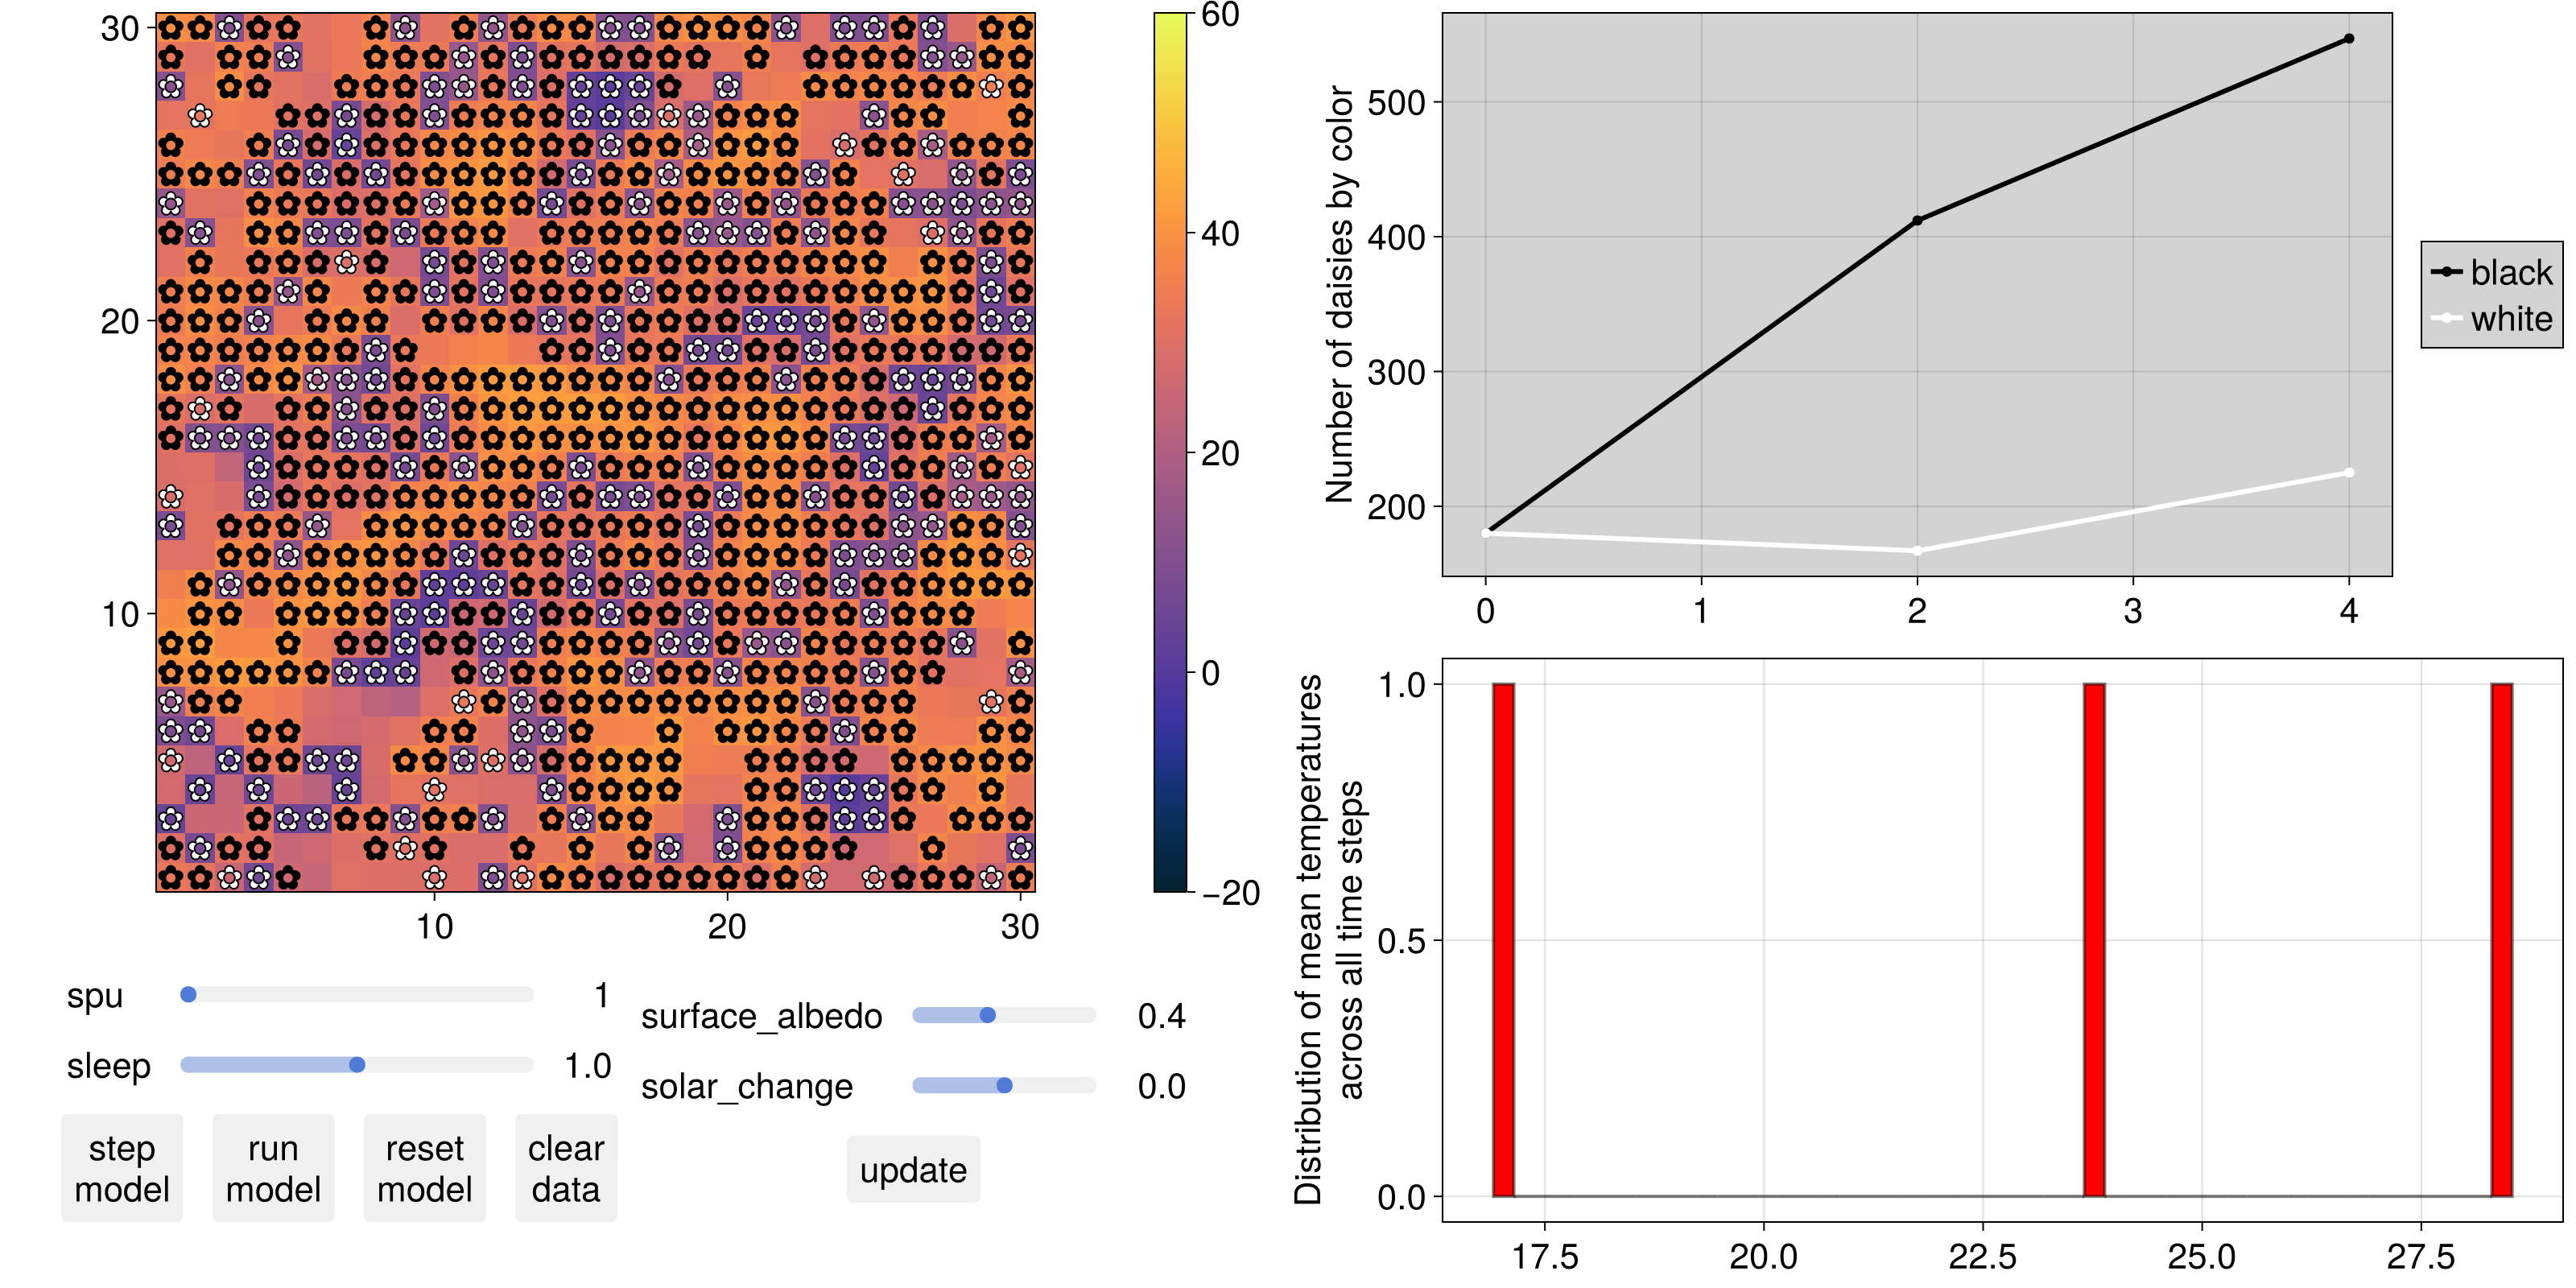 30
20
10
10
20
30
60
40
20
0
−20
Number of daisies by color
500
400
300
200
0
1
2
3
4
black
white
Distribution of mean temperatures
across all time steps
1.0
0.5
0.0
17.5
20.0
22.5
25.0
27.5
spu
1
sleep
1.0
surface_albedo
0.4
solar_change
0.0
step
model
run
model
reset
model
clear
data
update